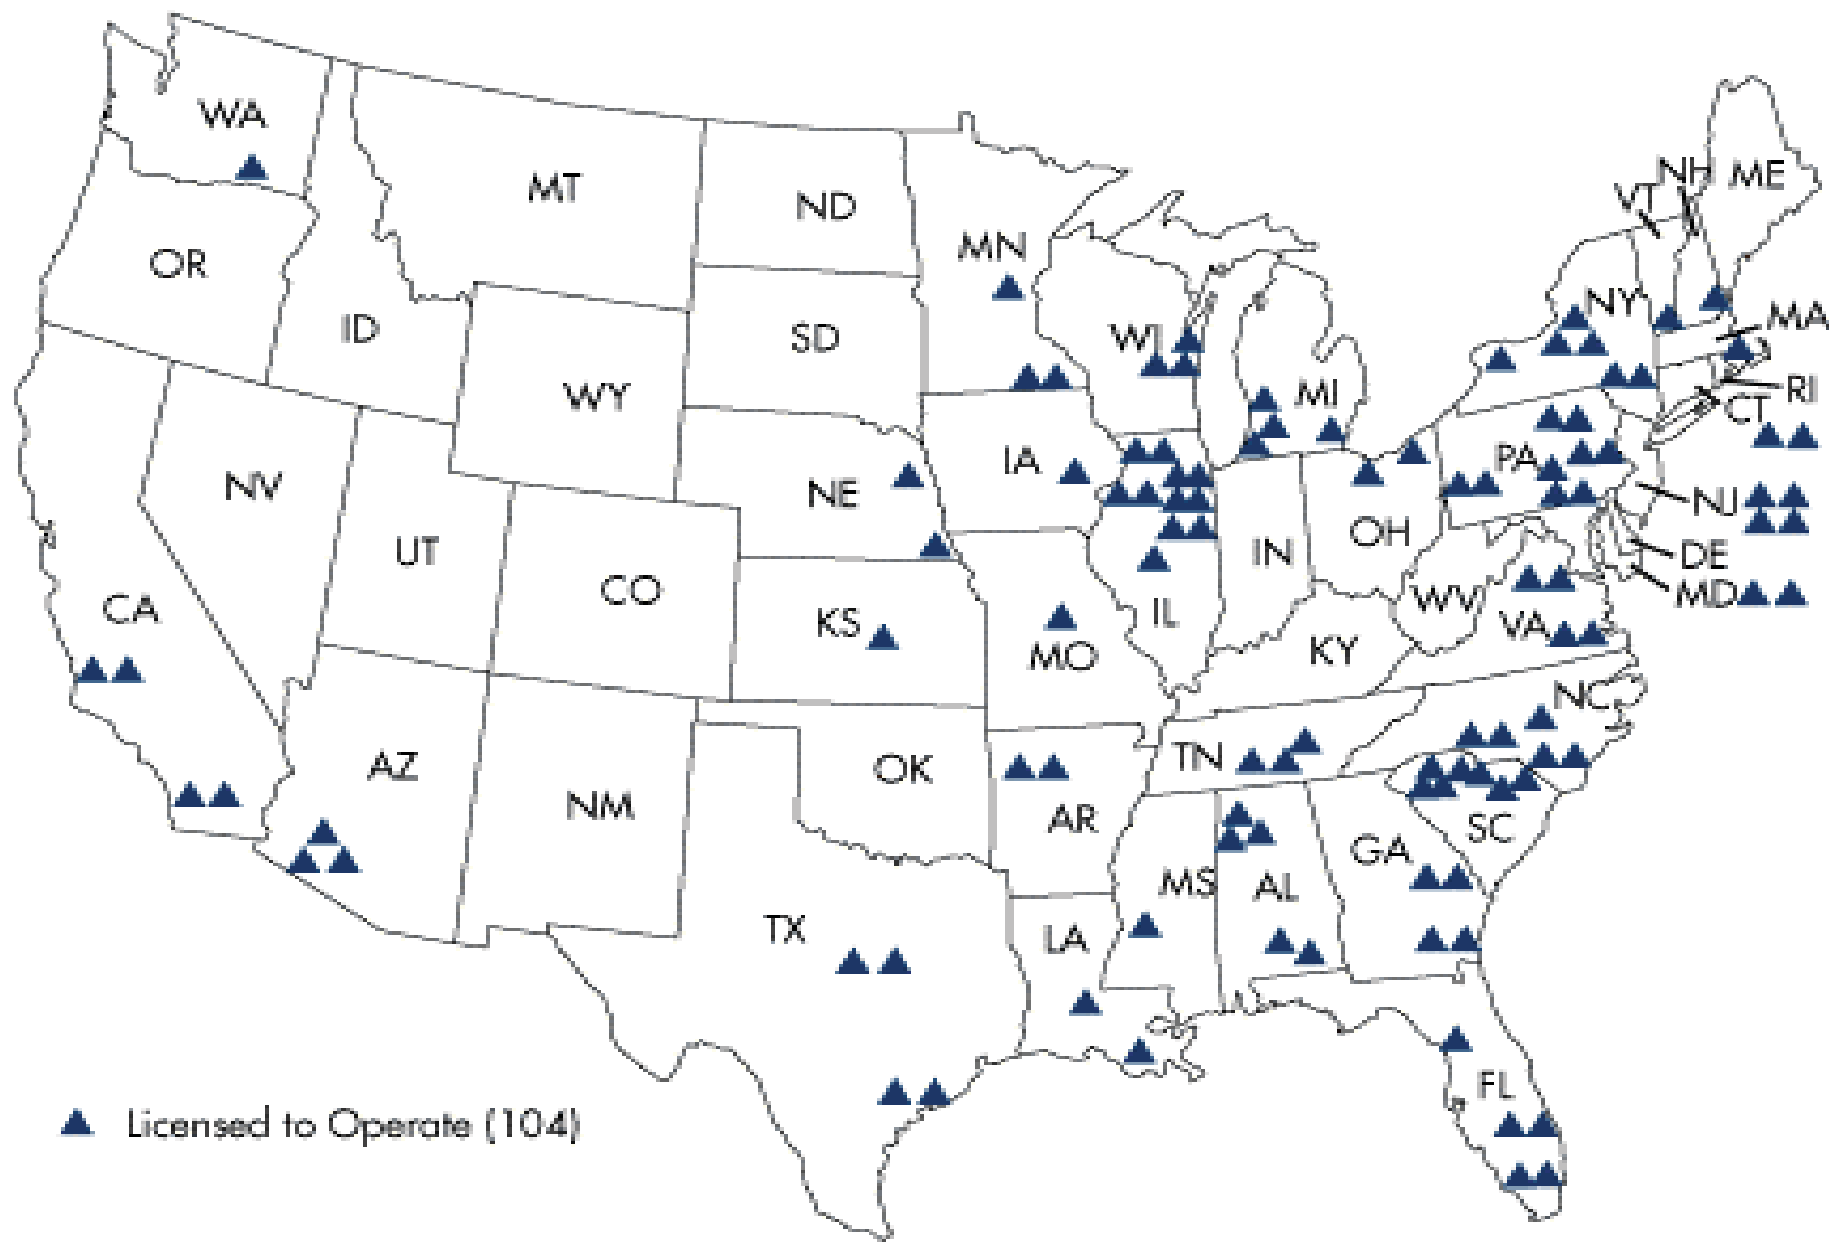 WA
NH
ME
VT
MT
ND
MN
OR
NY
ID
SD
WI
MA
WY
MI
RI
CT
IA
PA
NV
NE
NJ
OH
UT
IN
DE
CO
WV
MD
CA
KS
IL
VA
MO
KY
NC
AZ
TN
OK
NM
AR
SC
GA
MS
AL
TX
LA
FL
Licensed to Operate (104)